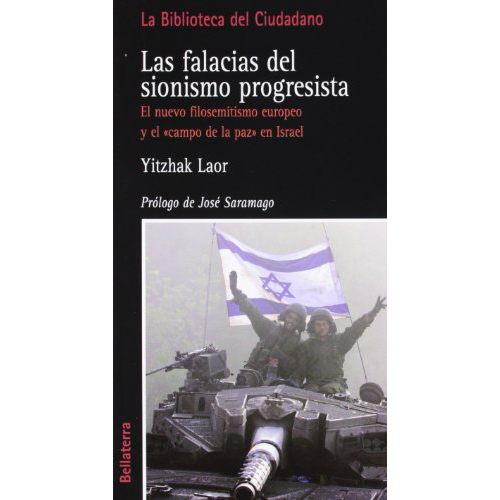 La Biblioteca del Ciudadano
Las falacias del
sionismo progresista
El nuevo filosemitismo europeo
y el «campo de la paz» en Israel
Yitzhak Laor
Prólogo de José Saramago
Bellaterra